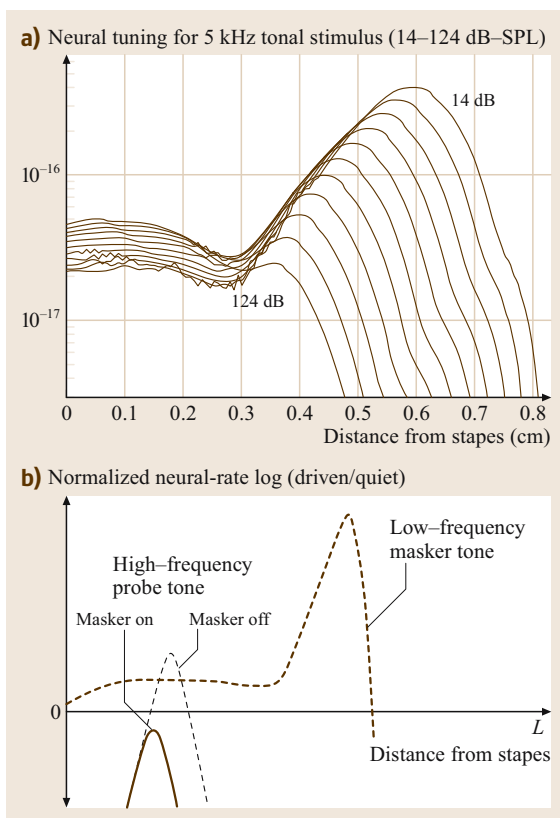 a) Neural tuning for 5 kHz tonal stimulus (14–124 dB–SPL)
14 dB
10⁻¹⁶
124 dB
10⁻¹⁷
0 0.1 0.2 0.3 0.4 0.5 0.6 0.7 0.8
Distance from stapes (cm)
b) Normalized neural-rate log (driven/quiet)
Low–frequency
masker tone
High–frequency
probe tone
Masker on
Masker off
0
L
Distance from stapes